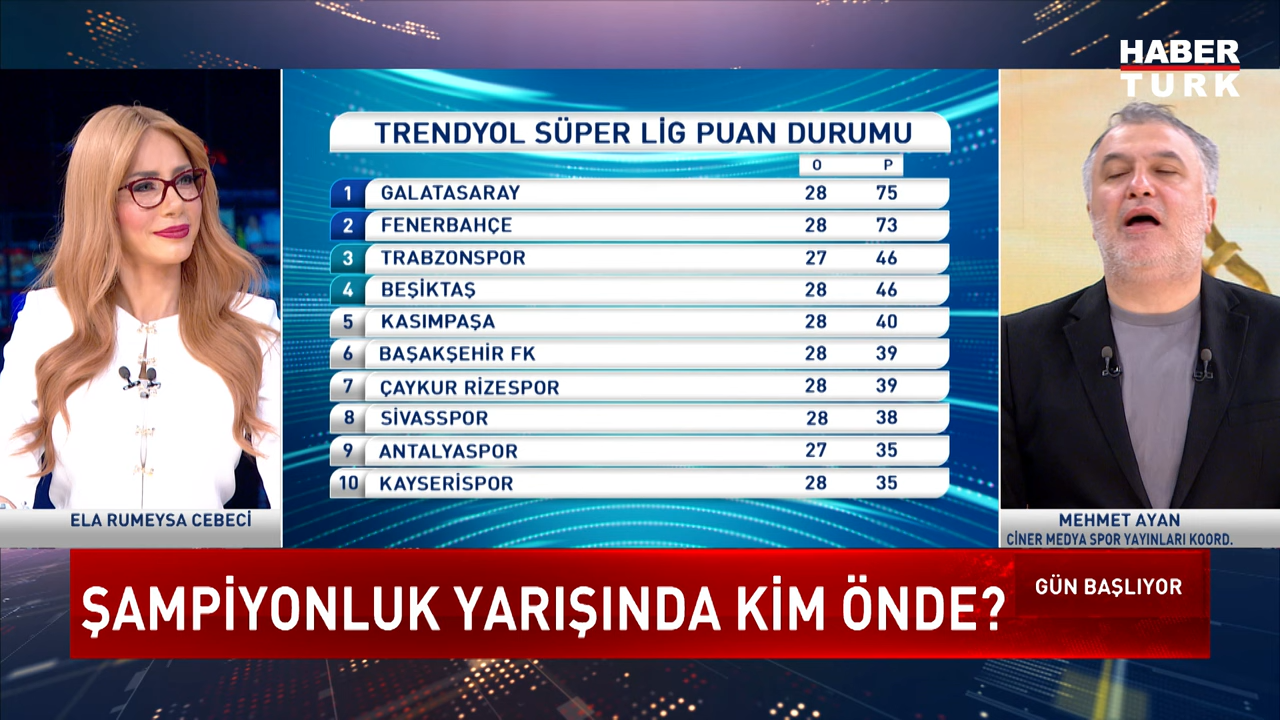 HABER
TURK
TRENDYOL SÜPER LİG PUAN DURUMU
O P
1 GALATASARAY 28 75
2 FENERBAHÇE 28 73
3 TRABZONSPOR 27 46
4 BEŞİKTAŞ 28 46
5 KASIMPAŞA 28 40
6 BAŞAKŞEHİR FK 28 39
7 ÇAYKUR RİZESPOR 28 39
8 SİVASSPOR 28 38
9 ANTALYASPOR 27 35
10 KAYSERİSPOR 28 35
ELA RUMEYSA CEBECİ
MEHMET AYAN
CİNER MEDYA SPOR YAYINLARI KOORD.
ŞAMPİYONLUK YARIŞINDA KİM ÖNDE?
GÜN BAŞLIYOR